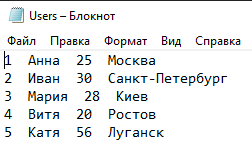 Users – Блокнот
Файл Правка Формат Вид Справка
1 Анна 25 Москва
2 Иван 30 Санкт-Петербург
3 Мария 28 Киев
4 Витя 20 Ростов
5 Катя 56 Луганск